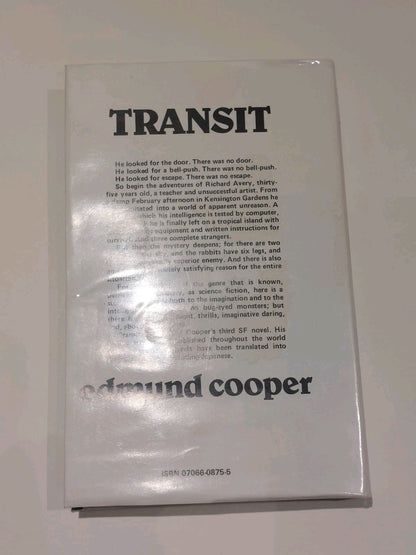 TRANSIT
He looked for the door. There was no door.
He looked for a bell-push. There was no bell-push.
He looked for escape. There was no escape.
So begin the adventures of Richard Avery, thirty-
five years old, a teacher and unsuccessful artist. From
February afternoon in Kensington Gardens he
into a world of apparent unreason. A
which his intelligence is tested by computer,
he is finally left on a tropical island with
equipment and written instructions for
three complete strangers.
the mystery deepens; for there are two
sky, and the rabbits have six legs, and
superior enemy. And there is also
satisfying reason for the entire
For of the genre that is known,
as science fiction, here is a
both to the imagination and to the
no bug-eyed monsters; but
thrills, imaginative daring,
Cooper's third SF novel. His
published throughout the world
have been translated into
Japanese.
edmund cooper
ISBN 07066-0875-5